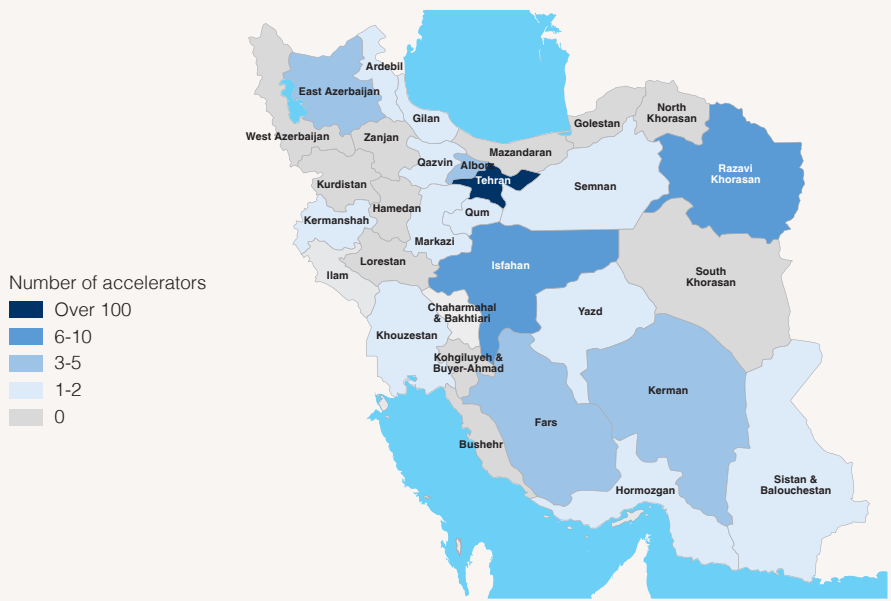 Ardebil
East Azerbaijan
Gilan
West Azerbaijan
Zanjan
Mazandaran
Golestan
North
Khorasan
Qazvin
Alborz
Tehran
Razavi
Khorasan
Semnan
Kurdistan
Hamedan
Qum
Kermanshah
Markazi
Lorestan
Ilam
Isfahan
South
Khorasan
Number of accelerators
Over 100
6-10
3-5
1-2
0
Chaharmahal
& Bakhtiari
Yazd
Khouzestan
Kohgiluyeh &
Buyer-Ahmad
Kerman
Fars
Bushehr
Hormozgan
Sistan &
Balouchestan